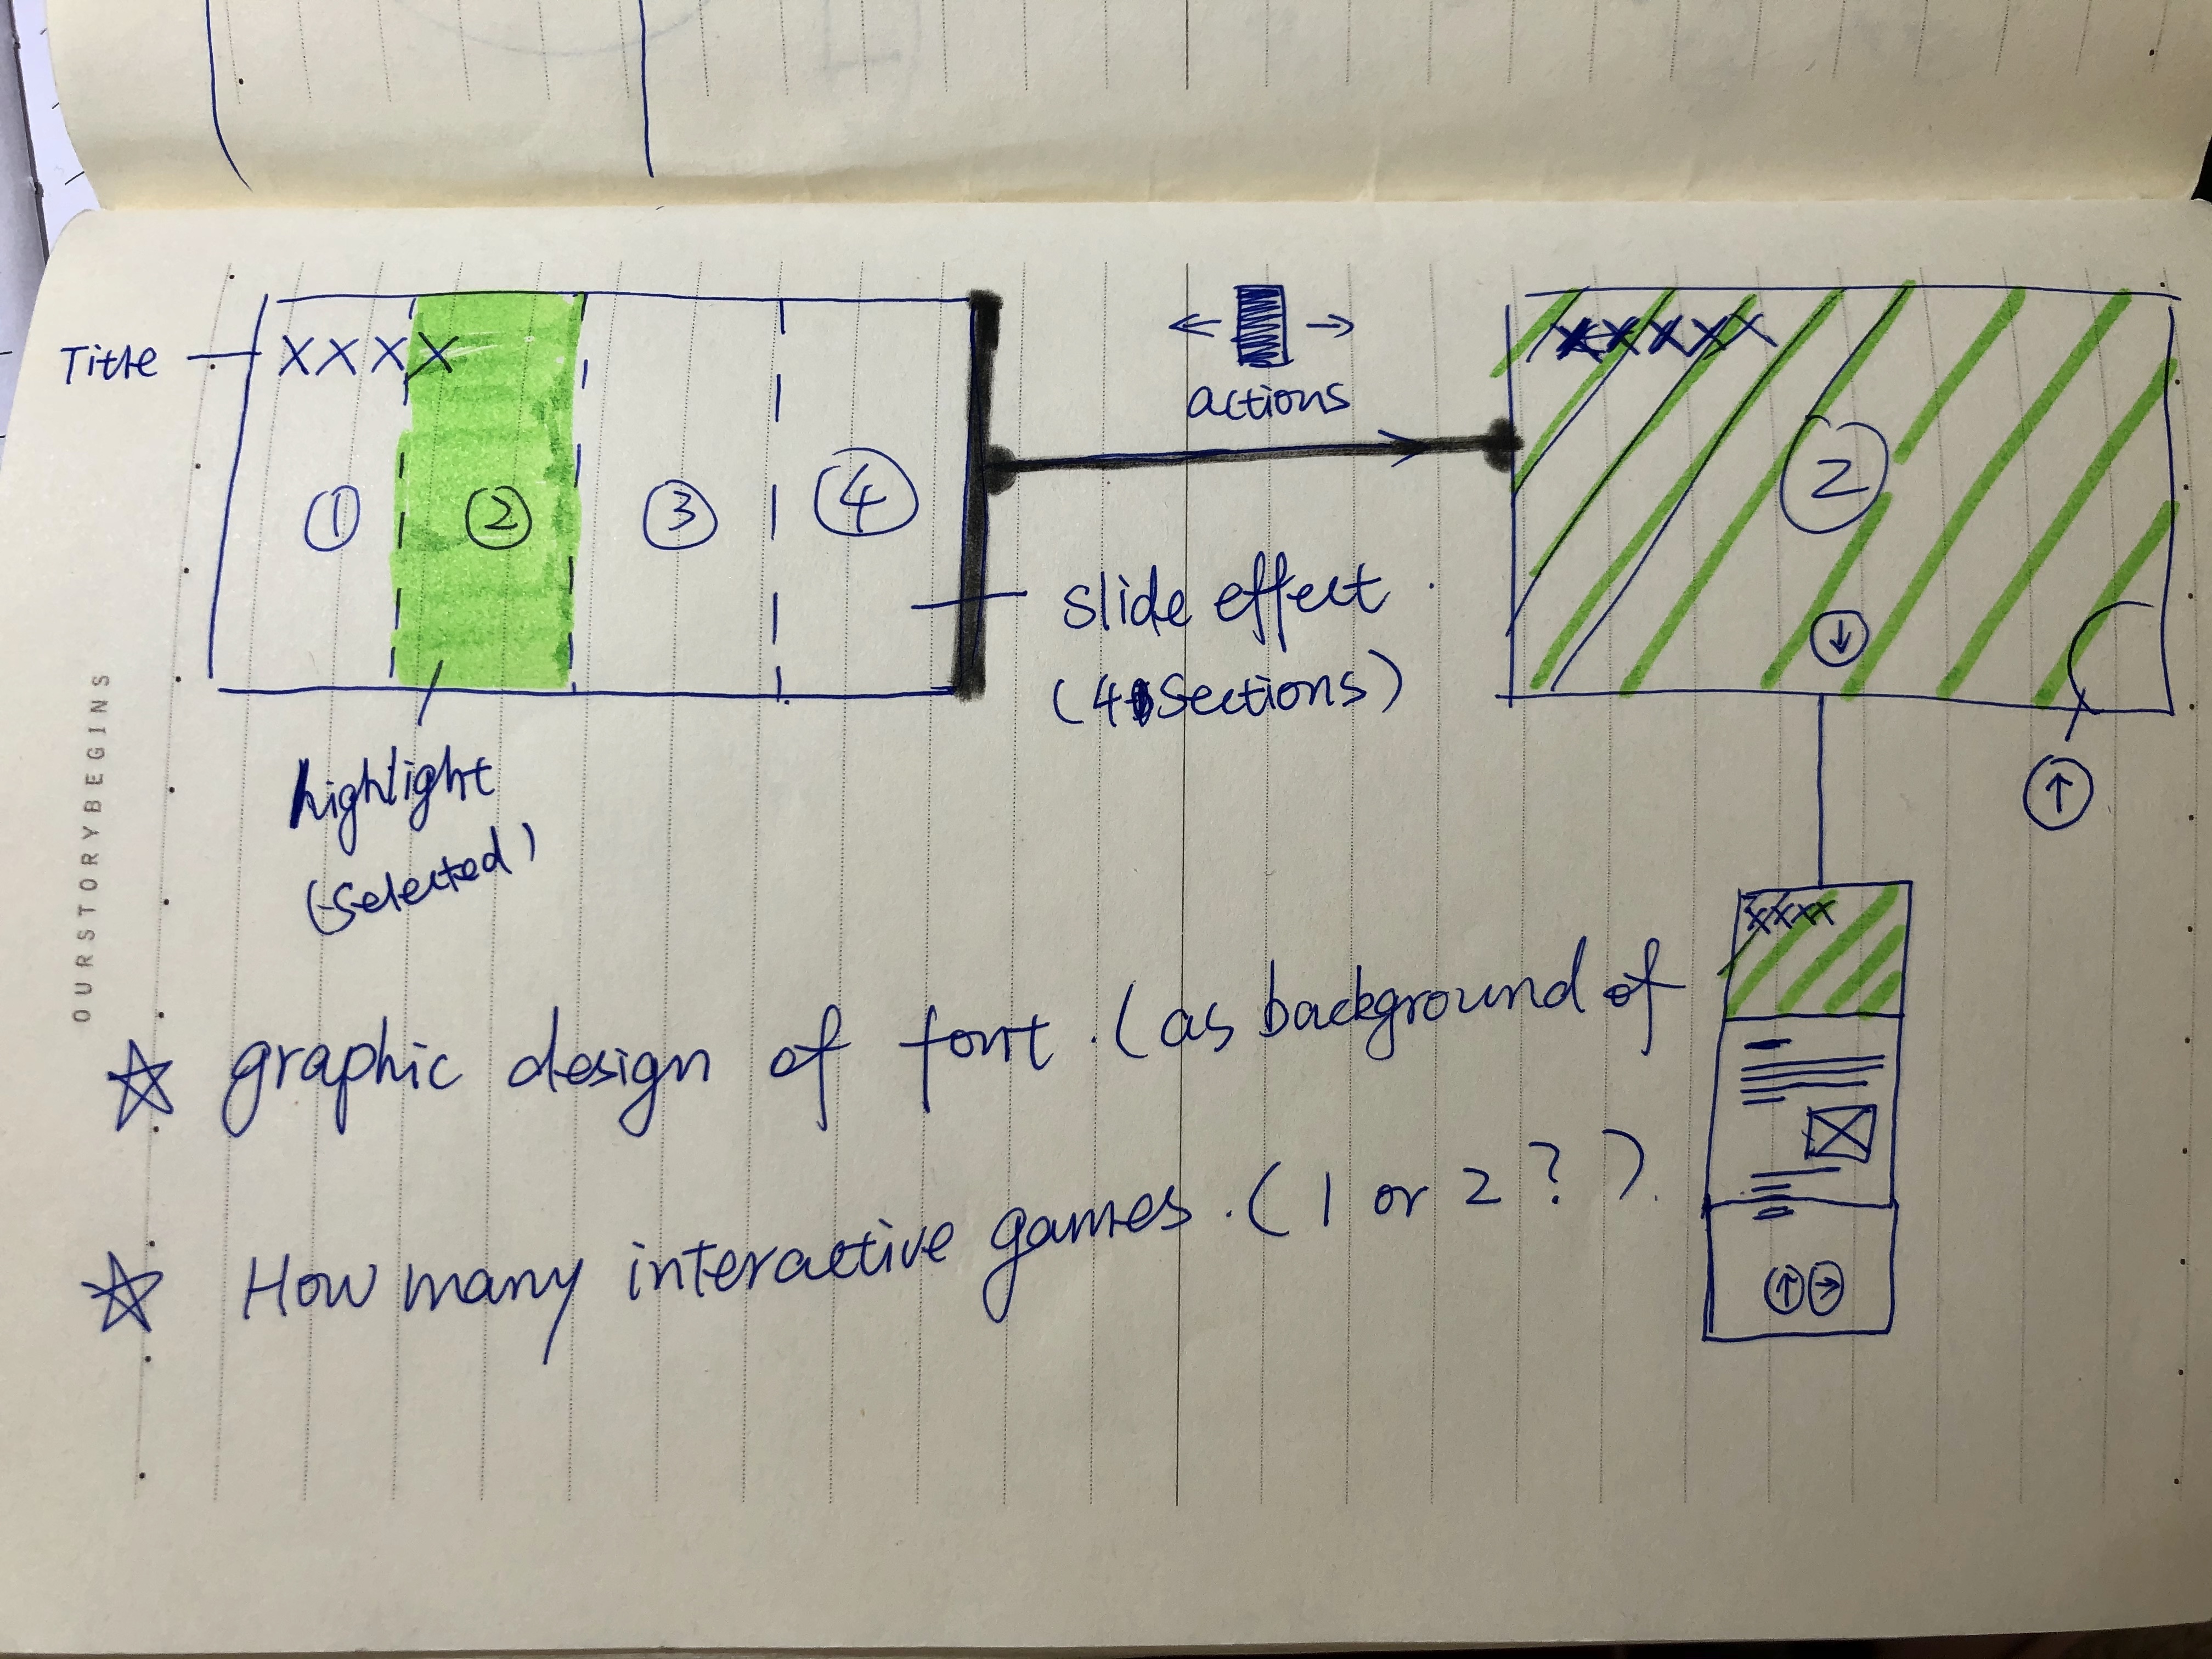 Title
XXXX
① ② ③ ④
highlight
(selected)
← →
actions
slide effect
(4 Sections)
XXXXX
②
↓
↑
XXXX
↑ →
☆ graphic design of font. (as background of
☆ How many interactive games. (1 or 2 ? ).
OURSTORYBEGINS